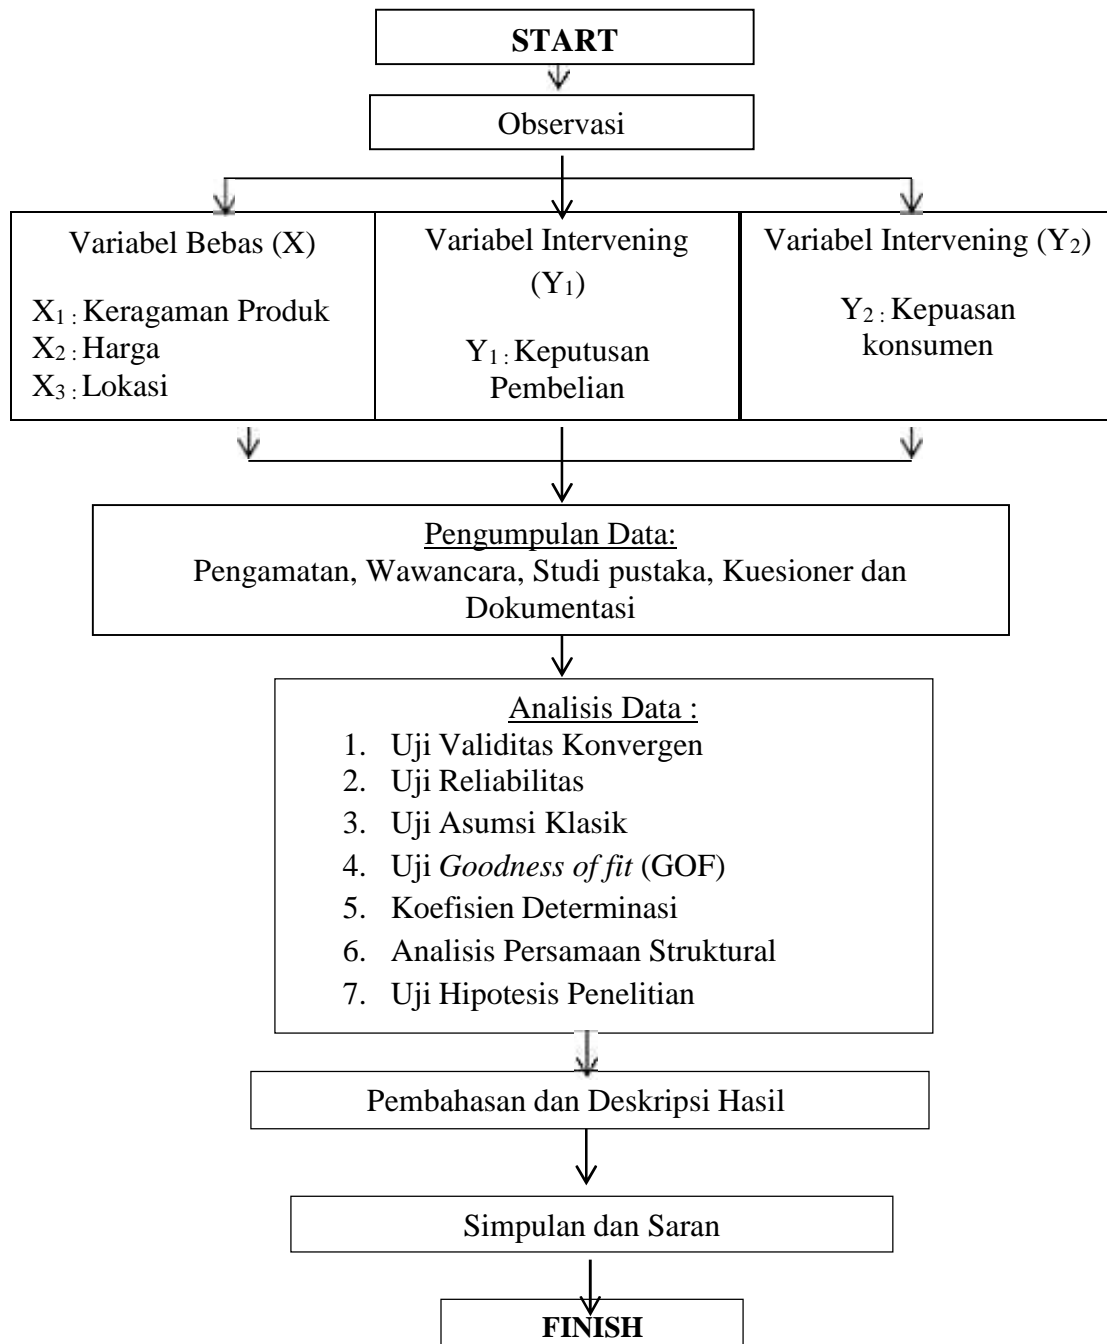 START
Observasi
Variabel Bebas (X)
X₁ : Keragaman Produk
X₂ : Harga
X₃ : Lokasi
Variabel Intervening
(Y₁)
Y₁ : Keputusan
Pembelian
Variabel Intervening (Y₂)
Y₂ : Kepuasan
konsumen
Pengumpulan Data:
Pengamatan, Wawancara, Studi pustaka, Kuesioner dan
Dokumentasi
Analisis Data :
1. Uji Validitas Konvergen
2. Uji Reliabilitas
3. Uji Asumsi Klasik
4. Uji Goodness of fit (GOF)
5. Koefisien Determinasi
6. Analisis Persamaan Struktural
7. Uji Hipotesis Penelitian
Pembahasan dan Deskripsi Hasil
Simpulan dan Saran
FINISH